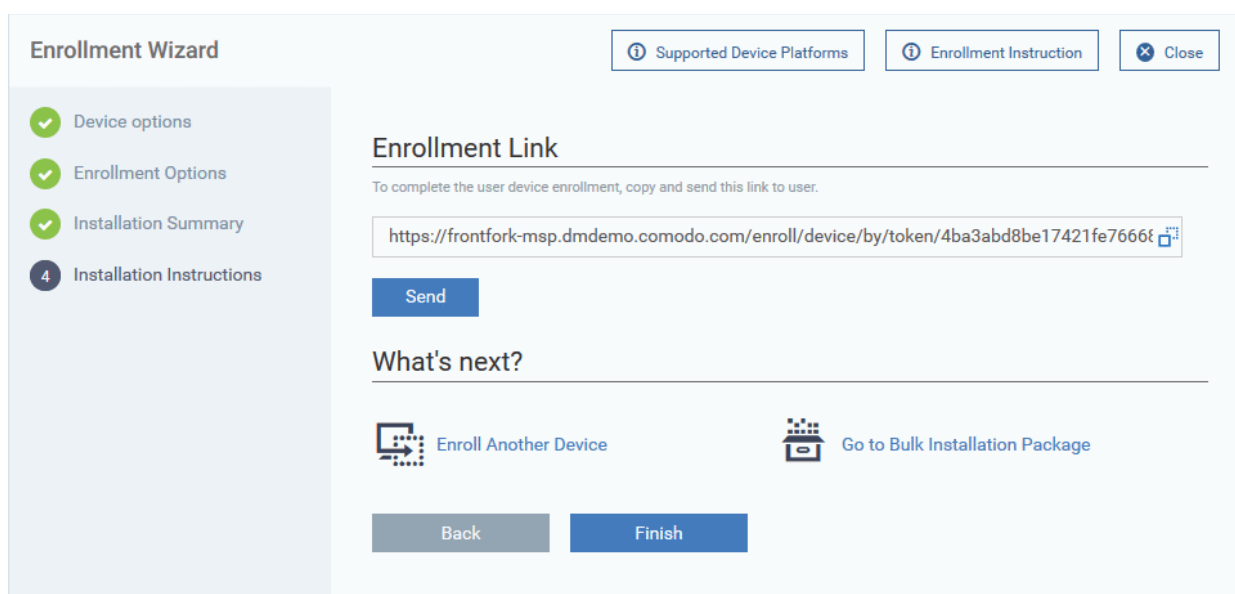 Enrollment Wizard
Supported Device Platforms
Enrollment Instruction
Close
Device options
Enrollment Options
Installation Summary
4 Installation Instructions
Enrollment Link
To complete the user device enrollment, copy and send this link to user.
https://frontfork-msp.dmdemo.comodo.com/enroll/device/by/token/4ba3abd8be17421fe76668
Send
What's next?
Enroll Another Device
Go to Bulk Installation Package
Back
Finish